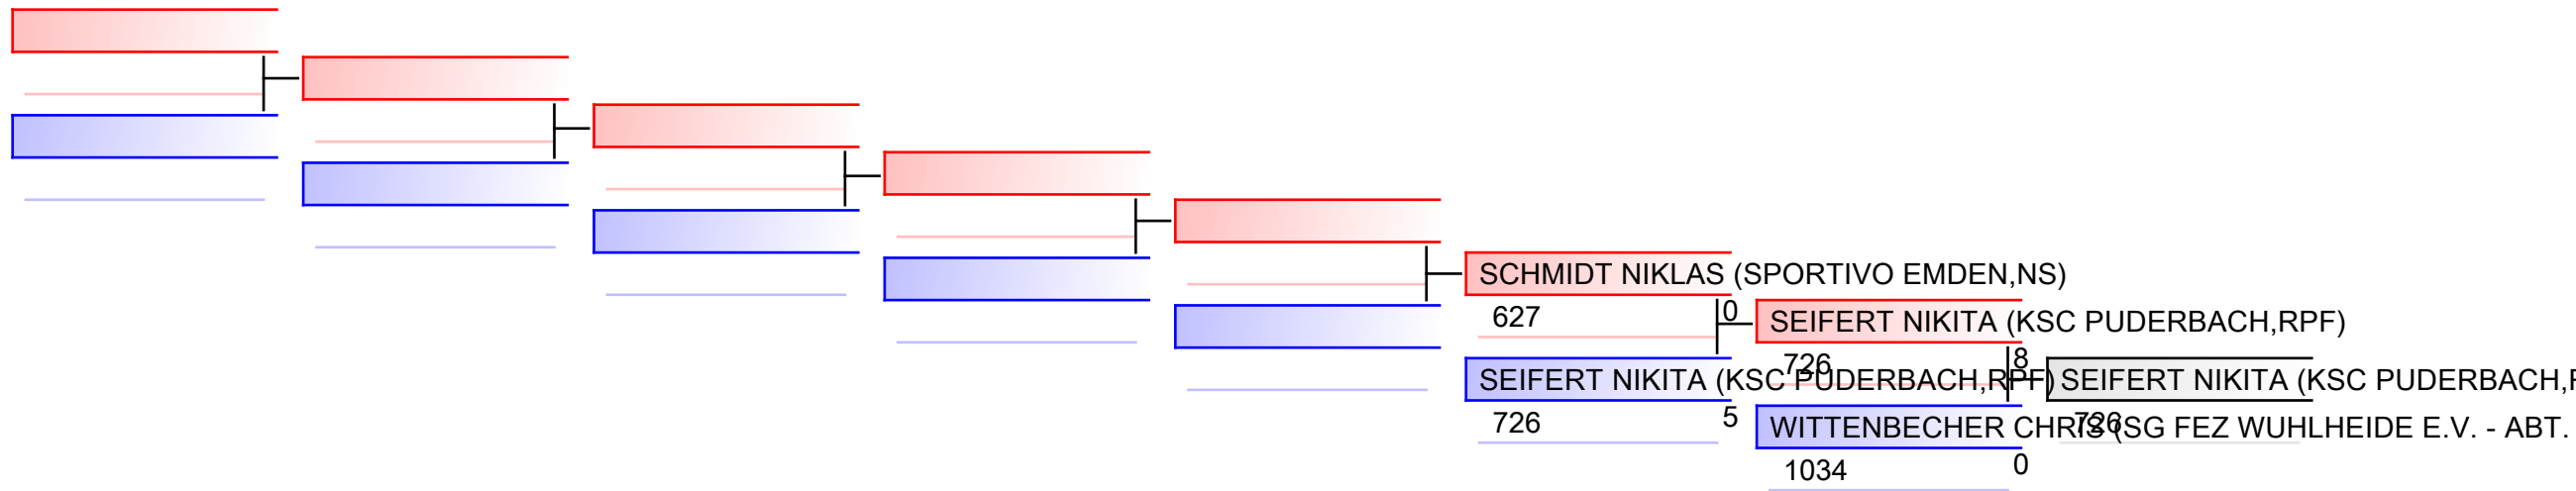 SCHMIDT NIKLAS (SPORTIVO EMDEN,NS)
627
0
SEIFERT NIKITA (KSC PUDERBACH,RPF)
726
8
SEIFERT NIKITA (KSC PUDERBACH,RPF)
726
5
SEIFERT NIKITA (KSC PUDERBACH,
726
WITTENBECHER CHRIS (SG FEZ WUHLHEIDE E.V. - ABT.
1034
0